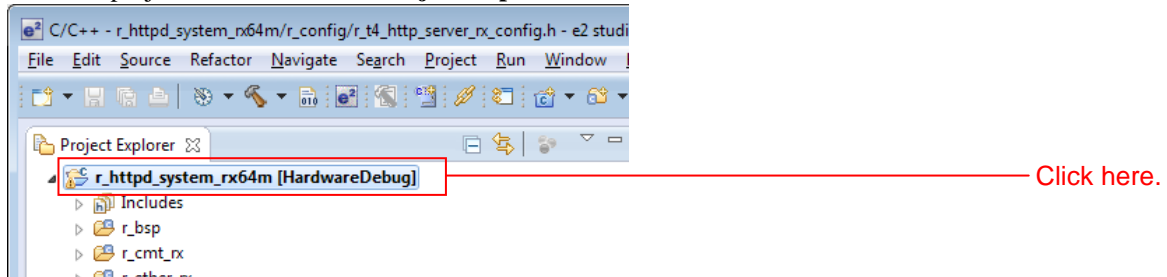 C/C++ - r_httpd_system_rx64m/r_config/r_t4_http_server_rx_config.h - e2 studi
File Edit Source Refactor Navigate Search Project Run Window
Project Explorer
r_httpd_system_rx64m [HardwareDebug]
Click here.
Includes
r_bsp
r_cmt_rx